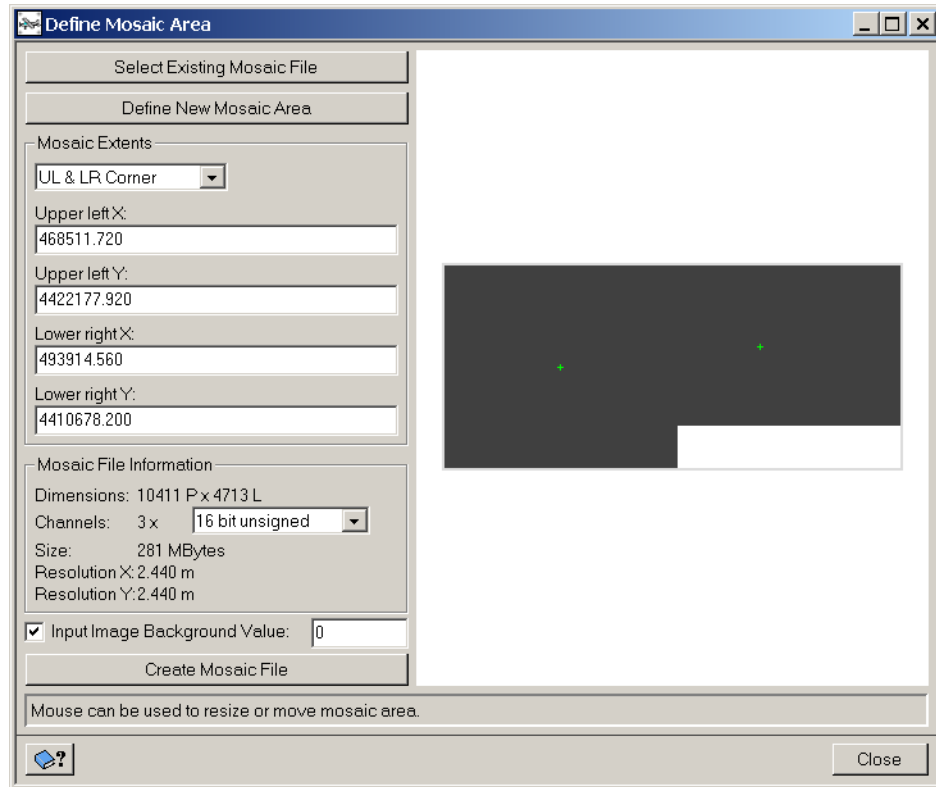 Define Mosaic Area
Select Existing Mosaic File
Define New Mosaic Area
Mosaic Extents
UL & LR Corner
Upper left X:
468511.720
Upper left Y:
4422177.920
Lower right X:
493914.560
Lower right Y:
4410678.200
Mosaic File Information
Dimensions: 10411 P x 4713 L
Channels: 3 x 16 bit unsigned
Size: 281 MBytes
Resolution X: 2.440 m
Resolution Y: 2.440 m
Input Image Background Value: 0
Create Mosaic File
Mouse can be used to resize or move mosaic area.
?
Close